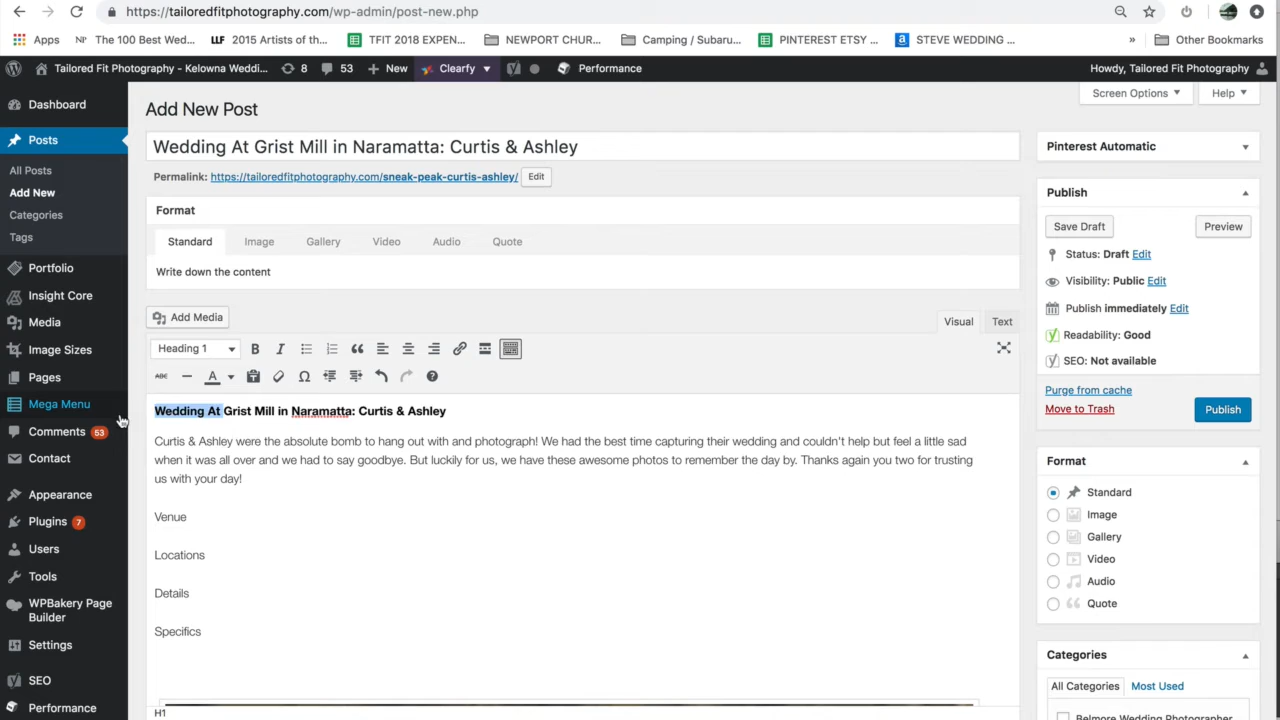 https://tailoredfitphotography.com/wp-admin/post-new.php
Apps NP The 100 Best Wed... LLF 2015 Artists of th... TFIT 2018 EXPEN... NEWPORT CHUR... Camping / Subaru... PINTEREST ETSY ... a STEVE WEDDING ... » Other Bookmarks
Tailored Fit Photography - Kelowna Weddi... 8 53 + New Clearfy Performance Howdy, Tailored Fit Photography
Dashboard
Posts
All Posts
Add New
Categories
Tags
Portfolio
Insight Core
Media
Image Sizes
Pages
Mega Menu
Comments 53
Contact
Appearance
Plugins 7
Users
Tools
WPBakery Page
Builder
Settings
SEO
Performance
Screen Options Help
Add New Post
Wedding At Grist Mill in Naramatta: Curtis & Ashley
Permalink: https://tailoredfitphotography.com/sneak-peak-curtis-ashley/ Edit
Format
Standard Image Gallery Video Audio Quote
Write down the content
Add Media
Visual Text
Heading 1 B I
ABC A Ω
Wedding At Grist Mill in Naramatta: Curtis & Ashley
Curtis & Ashley were the absolute bomb to hang out with and photograph! We had the best time capturing their wedding and couldn't help but feel a little sad
when it was all over and we had to say goodbye. But luckily for us, we have these awesome photos to remember the day by. Thanks again you two for trusting
us with your day!
Venue
Locations
Details
Specifics
H1
Pinterest Automatic
Publish
Save Draft Preview
Status: Draft Edit
Visibility: Public Edit
Publish immediately Edit
Readability: Good
SEO: Not available
Purge from cache
Move to Trash Publish
Format
Standard
Image
Gallery
Video
Audio
Quote
Categories
All Categories Most Used
Belmore Wedding Photographer